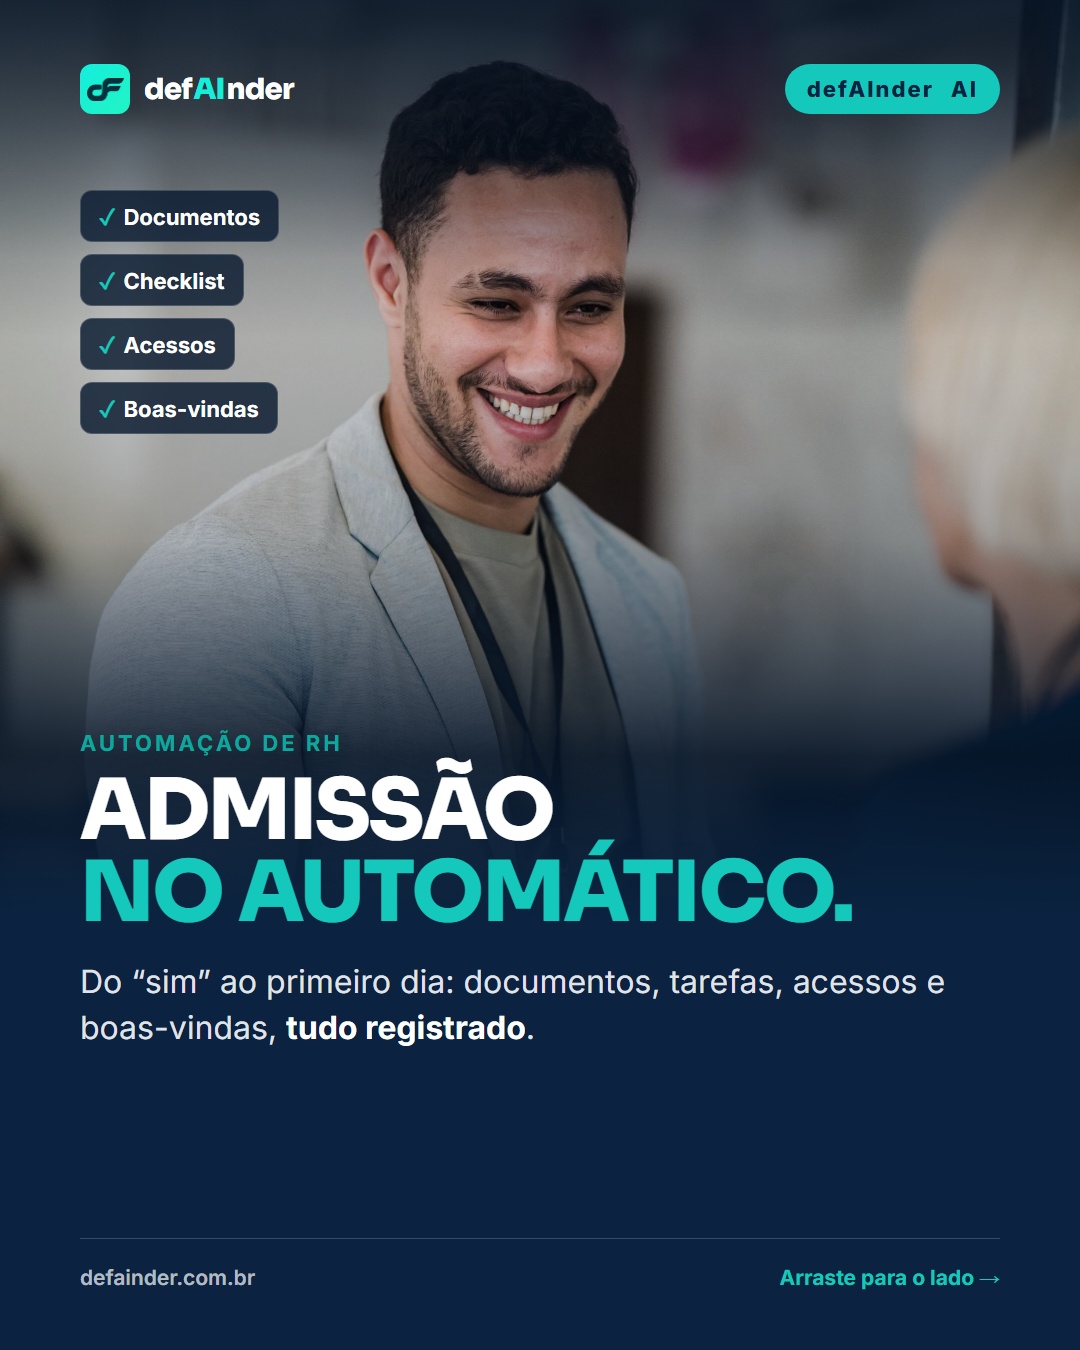 defAInder
defAInder AI
✓ Documentos
✓ Checklist
✓ Acessos
✓ Boas-vindas
AUTOMAÇÃO DE RH
ADMISSÃO
NO AUTOMÁTICO.
Do “sim” ao primeiro dia: documentos, tarefas, acessos e
boas-vindas, tudo registrado.
defainder.com.br
Arraste para o lado →